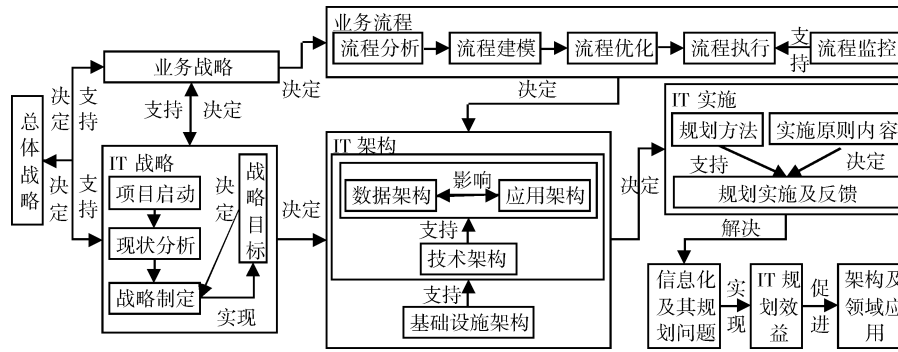 业务流程
流程分析
流程建模
流程优化
流程执行
支持
流程监控
业务战略
决定
决定
支持
支持
决定
总体战略
决定
支持
IT 战略
项目启动
现状分析
战略制定
决定
战略目标
实现
决定
决定
IT 架构
数据架构
影响
应用架构
支持
技术架构
支持
基础设施架构
决定
IT 实施
规划方法
实施原则内容
支持
决定
规划实施及反馈
解决
信息化
及其规
划问题
实现
IT 规
划效
益
促进
架构及
领域应
用